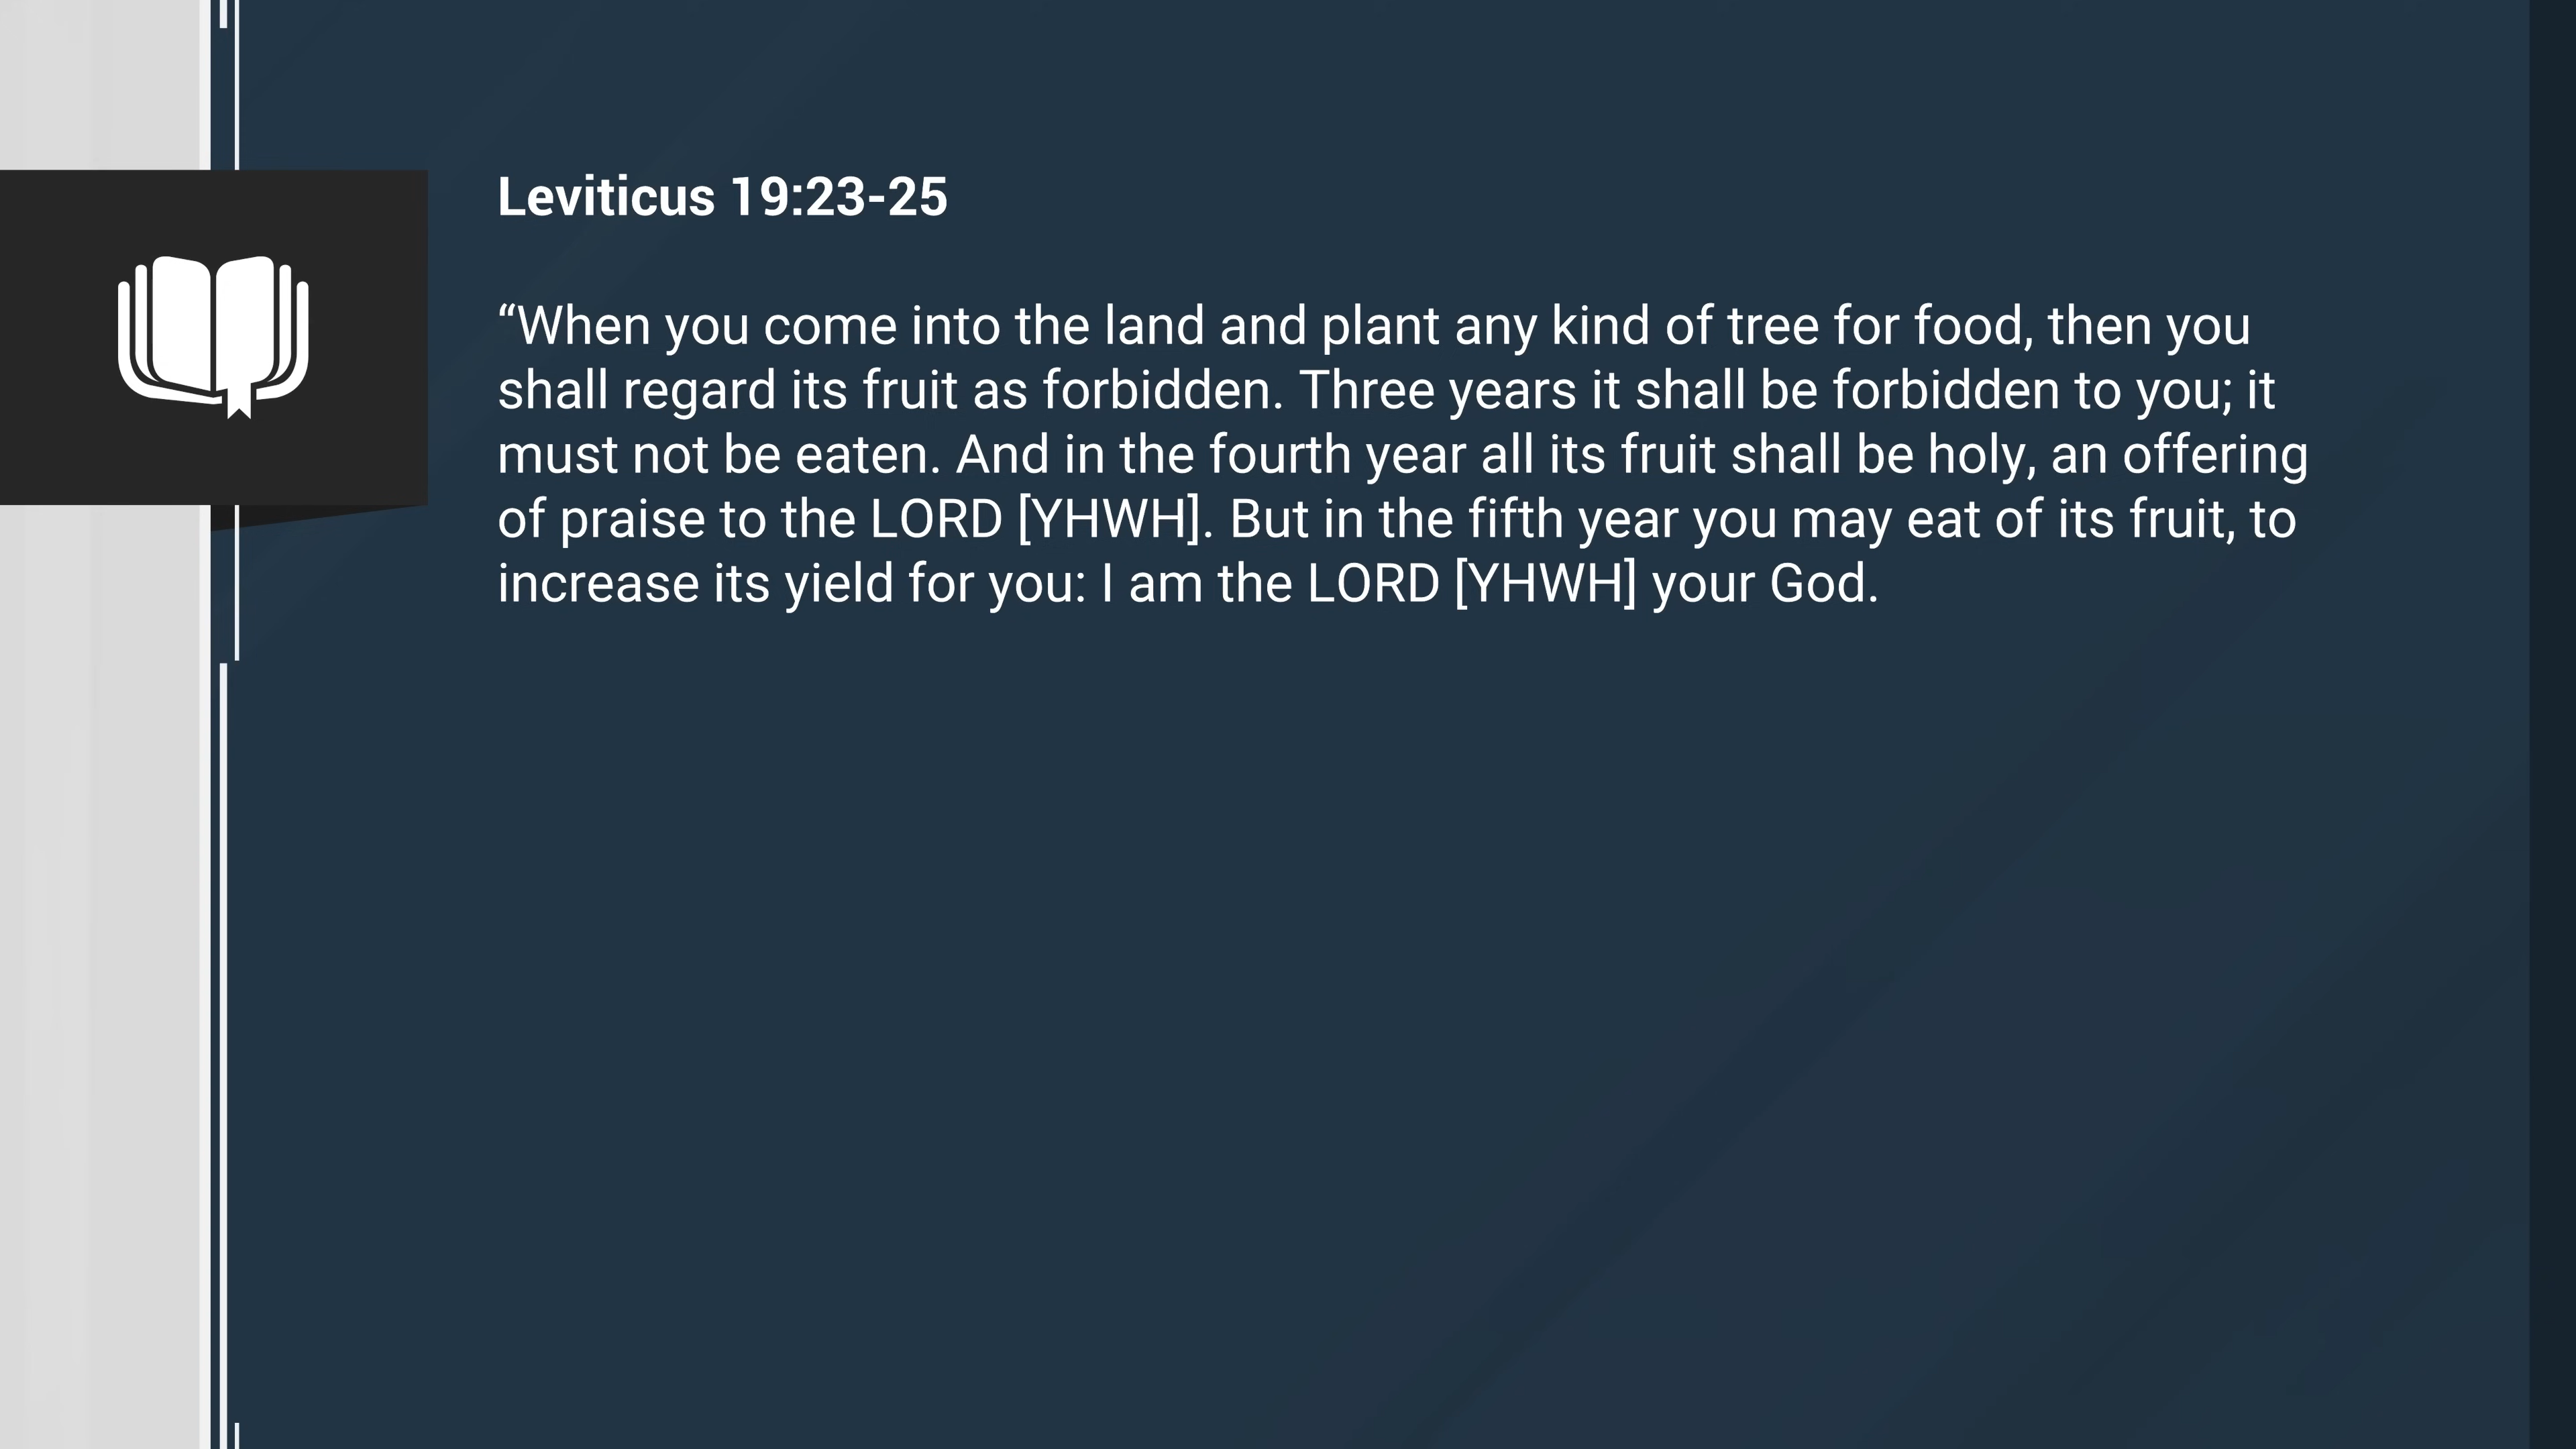 Leviticus 19:23-25
“When you come into the land and plant any kind of tree for food, then you
shall regard its fruit as forbidden. Three years it shall be forbidden to you; it
must not be eaten. And in the fourth year all its fruit shall be holy, an offering
of praise to the LORD [YHWH]. But in the fifth year you may eat of its fruit, to
increase its yield for you: I am the LORD [YHWH] your God.